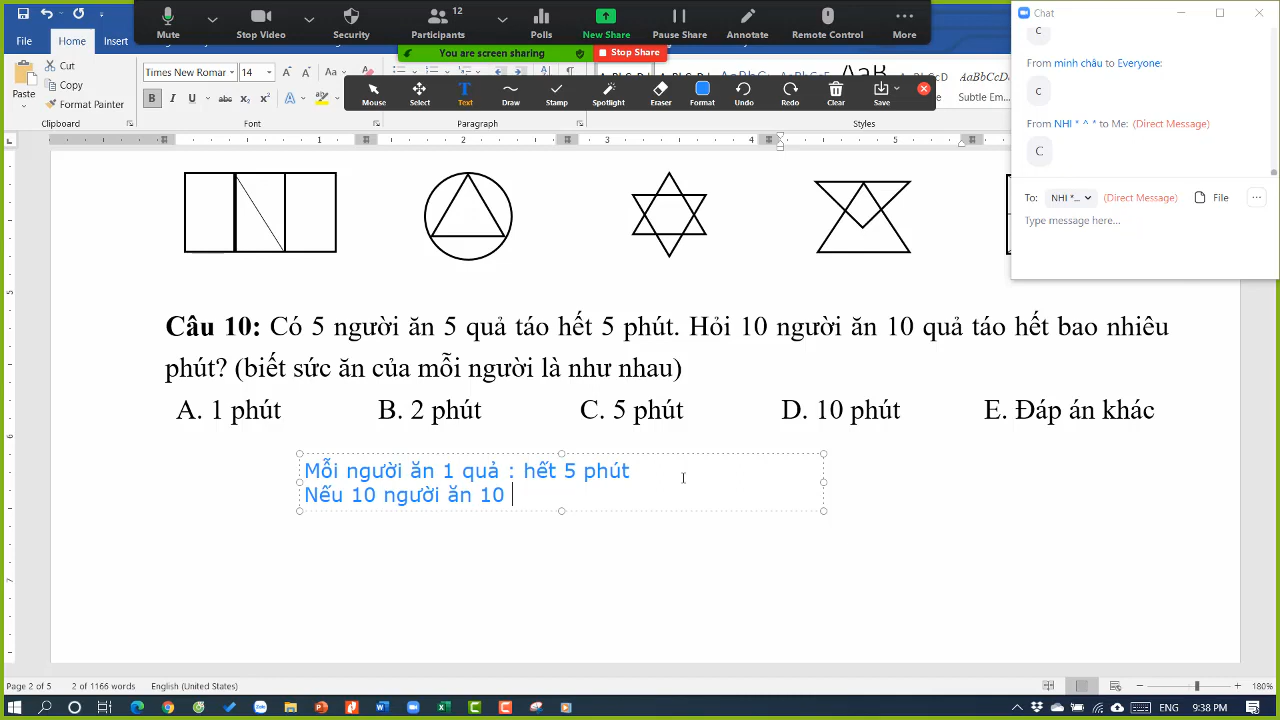 Mute
Stop Video
Security
12
Participants
Polls
New Share
Pause Share
Annotate
Remote Control
More
You are screen sharing
Stop Share
File
Home
Insert
Mouse
Select
Text
Draw
Stamp
Spotlight
Eraser
Format
Undo
Redo
Clear
Save
Paste
Cut
Copy
Format Painter
Clipboard
Times New Roman
14
Font
Paragraph
Styles
Subtle Em...
Chat
C
From minh châu to Everyone:
C
From NHI * ^ * to Me: (Direct Message)
C
To: NHI *... (Direct Message) File
Type message here...
Câu 10: Có 5 người ăn 5 quả táo hết 5 phút. Hỏi 10 người ăn 10 quả táo hết bao nhiêu
phút? (biết sức ăn của mỗi người là như nhau)
A. 1 phút B. 2 phút C. 5 phút D. 10 phút E. Đáp án khác
Mỗi người ăn 1 quả : hết 5 phút
Nếu 10 người ăn 10
Page 2 of 5 2 of 1166 words English (United States) 180%
ENG 9:38 PM